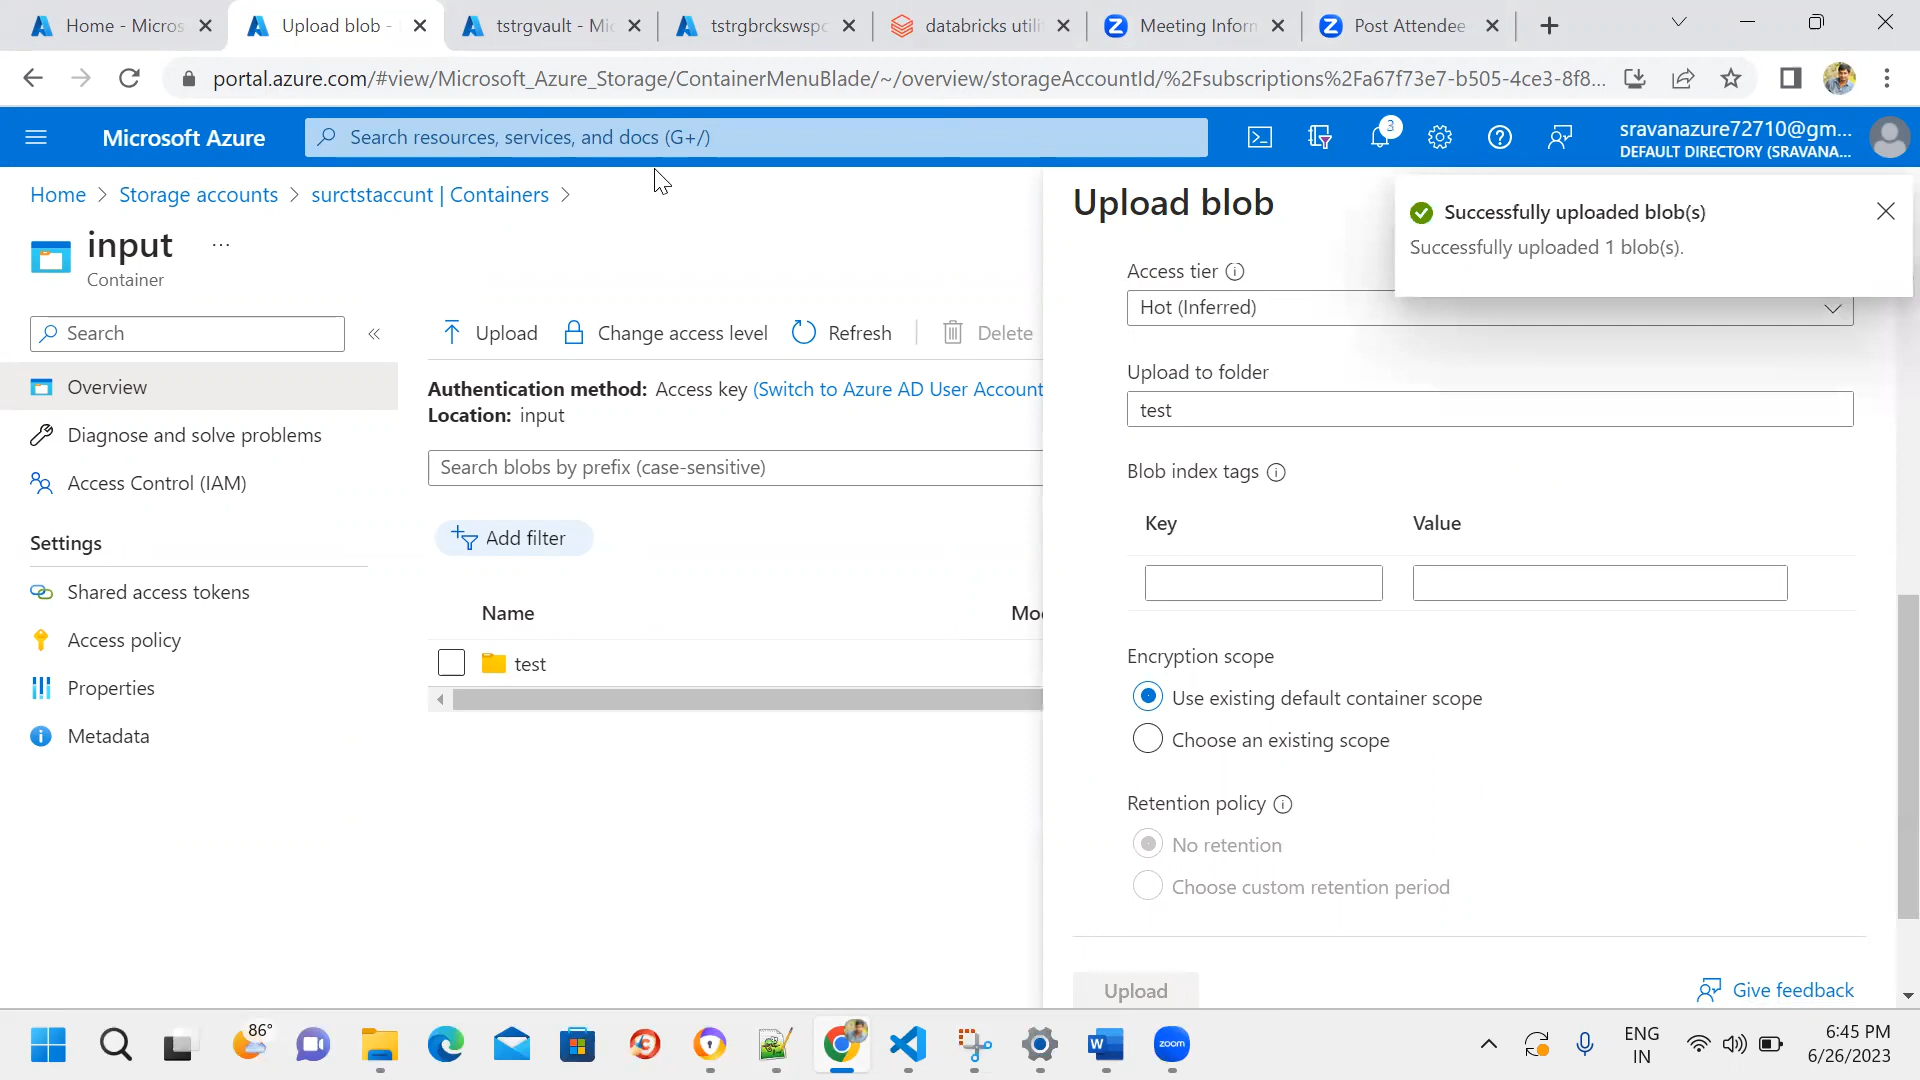 Home - Micros
Upload blob -
tstrgvault - Mi
tstrgbrckswspc
databricks utili
Meeting Inforn
Post Attendee
portal.azure.com/#view/Microsoft_Azure_Storage/ContainerMenuBlade/~/overview/storageAccountId/%2Fsubscriptions%2Fa67f73e7-b505-4ce3-8f8...
Microsoft Azure
Search resources, services, and docs (G+/)
3
sravanazure72710@gm...
DEFAULT DIRECTORY (SRAVANA...
Home > Storage accounts > surctstaccunt | Containers >
input
...
Container
Search
«
Overview
Diagnose and solve problems
Access Control (IAM)
Settings
Shared access tokens
Access policy
Properties
Metadata
Upload
Change access level
Refresh
Delete
Authentication method: Access key (Switch to Azure AD User Account
Location: input
Search blobs by prefix (case-sensitive)
Add filter
Name
Mo
test
Upload blob
Successfully uploaded blob(s)
Successfully uploaded 1 blob(s).
Access tier
Hot (Inferred)
Upload to folder
test
Blob index tags
Key
Value
Encryption scope
Use existing default container scope
Choose an existing scope
Retention policy
No retention
Choose custom retention period
Upload
Give feedback
86°
zoom
ENG
IN
6:45 PM
6/26/2023